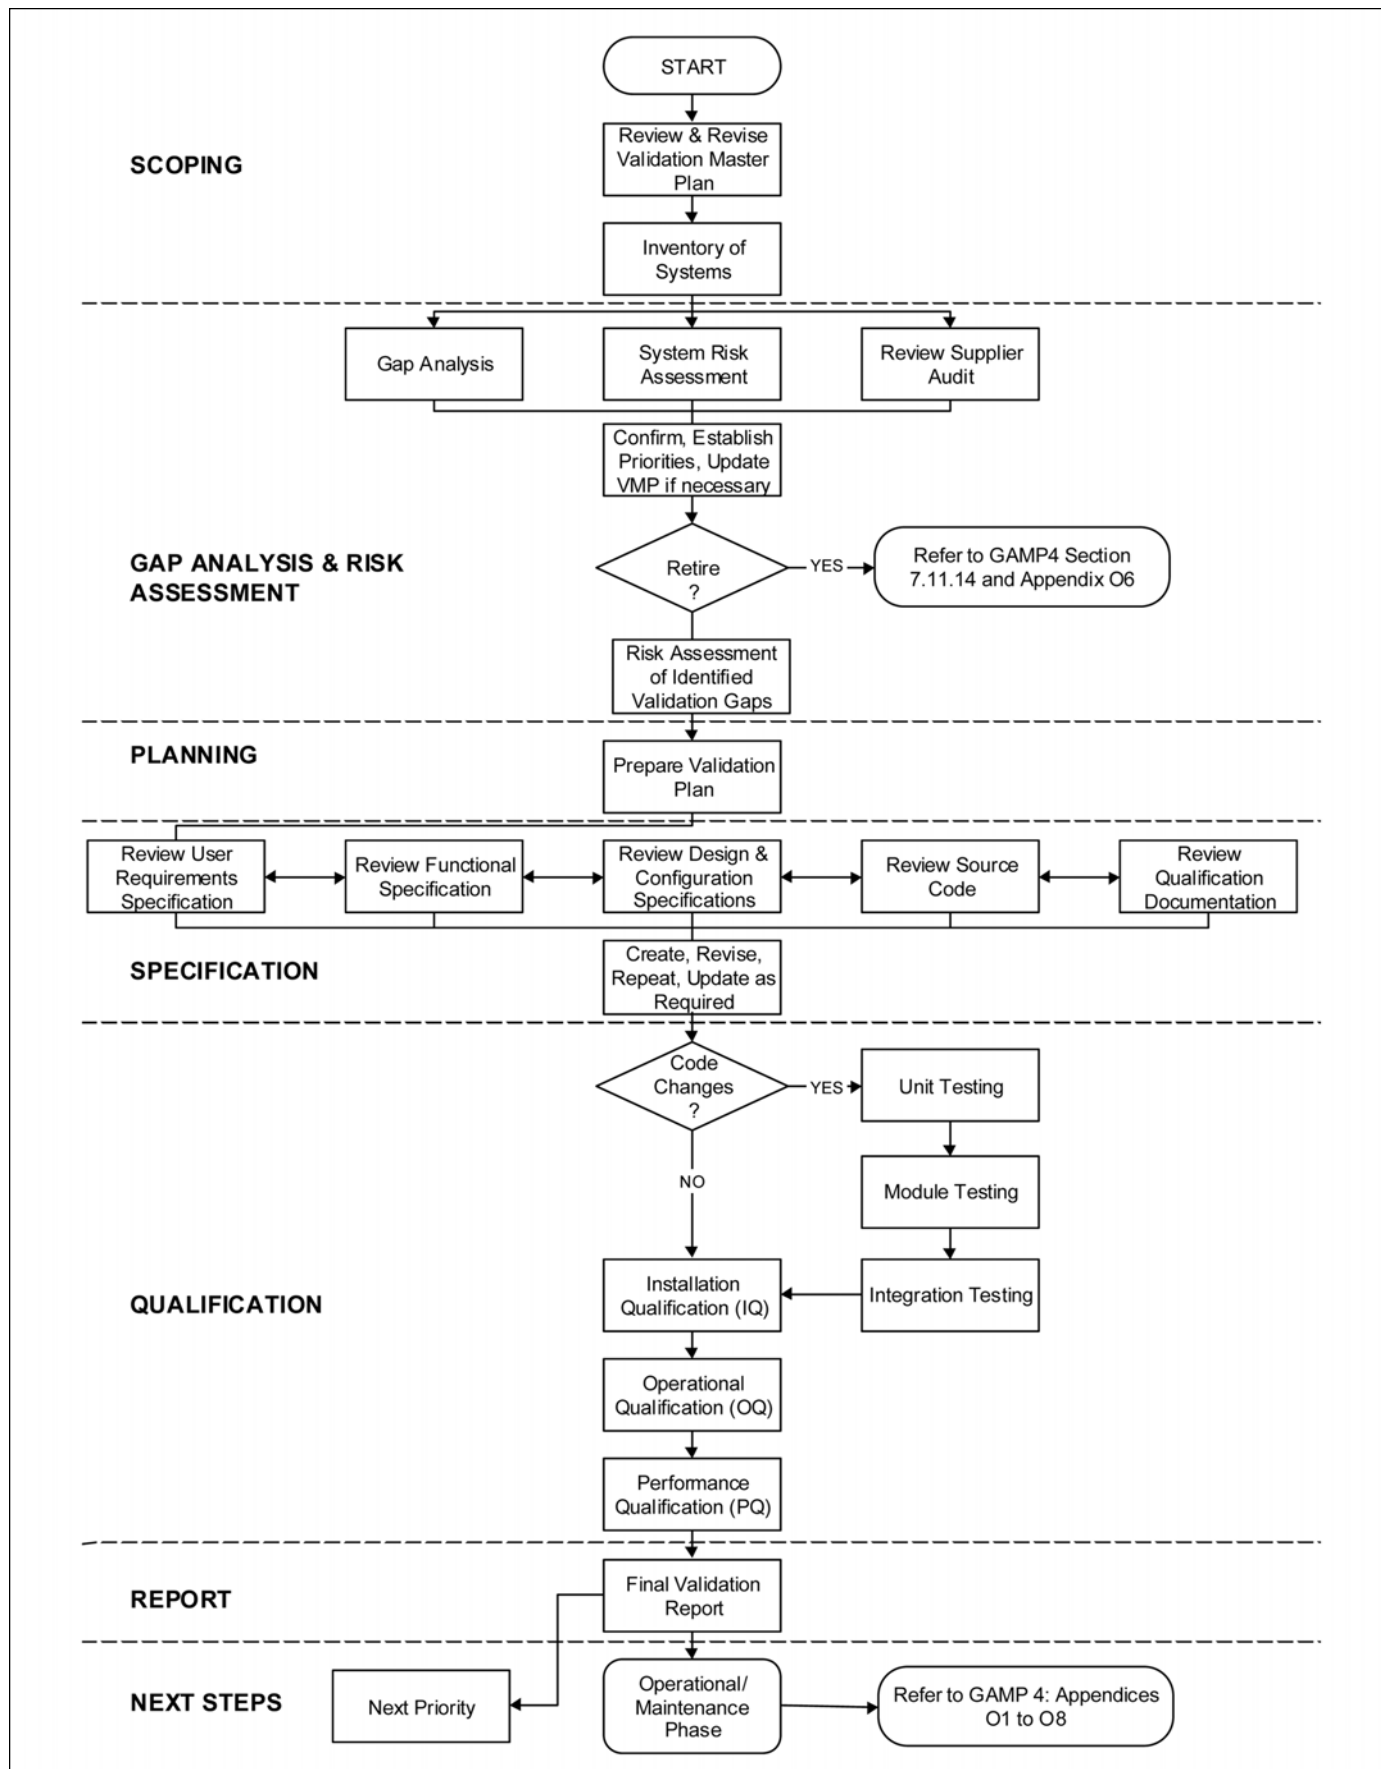 START
SCOPING
Review & Revise
Validation Master
Plan
Inventory of
Systems
Gap Analysis
System Risk
Assessment
Review Supplier
Audit
Confirm, Establish
Priorities, Update
VMP if necessary
GAP ANALYSIS & RISK
ASSESSMENT
Retire
?
YES
Refer to GAMP4 Section
7.11.14 and Appendix O6
Risk Assessment
of Identified
Validation Gaps
PLANNING
Prepare Validation
Plan
Review User
Requirements
Specification
Review Functional
Specification
Review Design &
Configuration
Specifications
Review Source
Code
Review
Qualification
Documentation
SPECIFICATION
Create, Revise,
Repeat, Update as
Required
Code
Changes
?
YES
Unit Testing
NO
Module Testing
QUALIFICATION
Installation
Qualification (IQ)
Integration Testing
Operational
Qualification (OQ)
Performance
Qualification (PQ)
REPORT
Final Validation
Report
NEXT STEPS
Next Priority
Operational/
Maintenance
Phase
Refer to GAMP 4: Appendices
O1 to O8